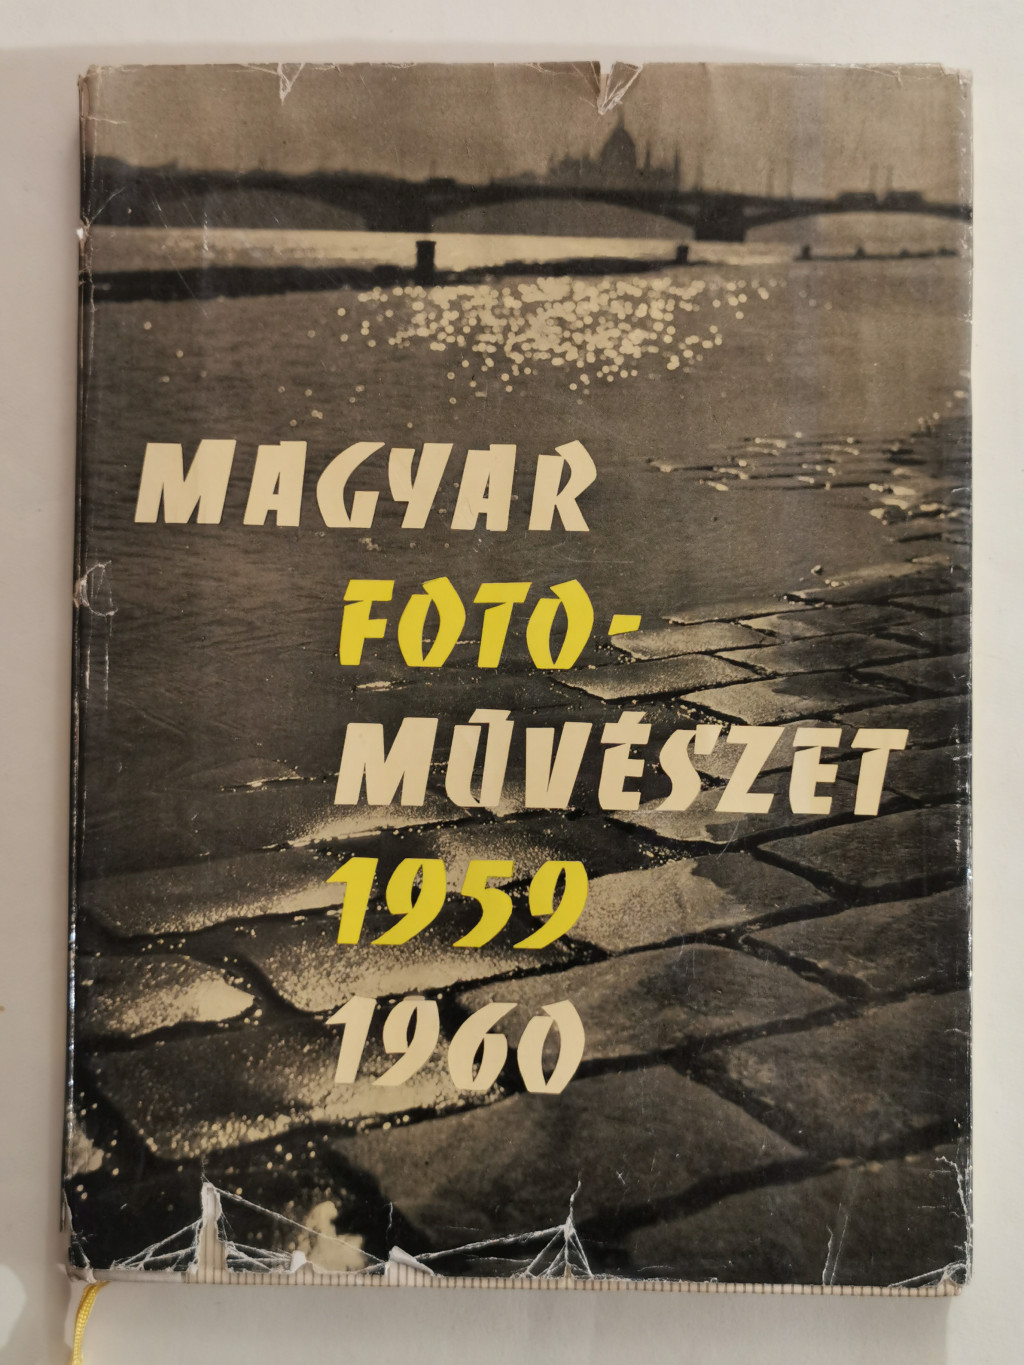 MAGYAR
FOTO-
MŰVÉSZET
1959
1960